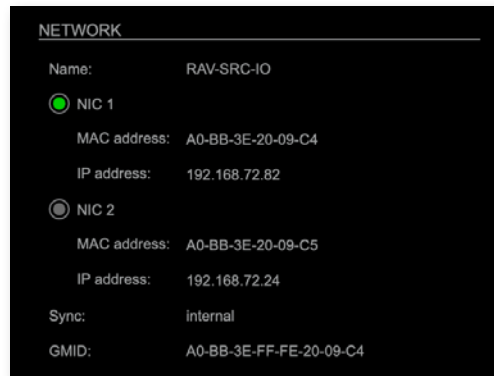 NETWORK
Name: RAV-SRC-IO
NIC 1
MAC address: A0-BB-3E-20-09-C4
IP address: 192.168.72.82
NIC 2
MAC address: A0-BB-3E-20-09-C5
IP address: 192.168.72.24
Sync: internal
GMID: A0-BB-3E-FF-FE-20-09-C4